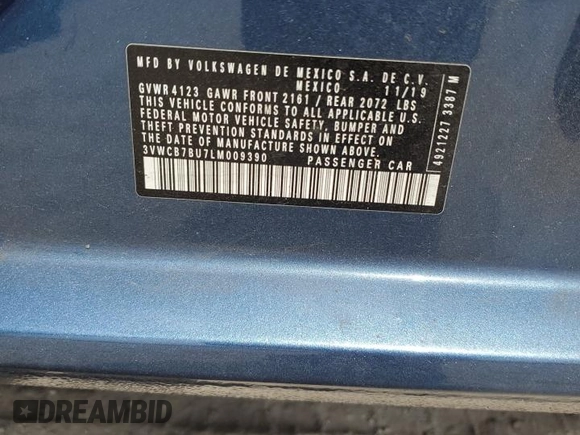 MFD BY VOLKSWAGEN DE MEXICO S.A. DE C.V.
MEXICO 11/19
GVWR 4123 GAWR FRONT 2161 / REAR 2072 LBS
THIS VEHICLE CONFORMS TO ALL APPLICABLE U.S.
FEDERAL MOTOR VEHICLE SAFETY, BUMPER AND
THEFT PREVENTION STANDARDS IN EFFECT ON
THE DATE OF MANUFACTURE SHOWN ABOVE.
3VWCB7BU7LM009390 PASSENGER CAR
4921227 3387 M
DREAMBID